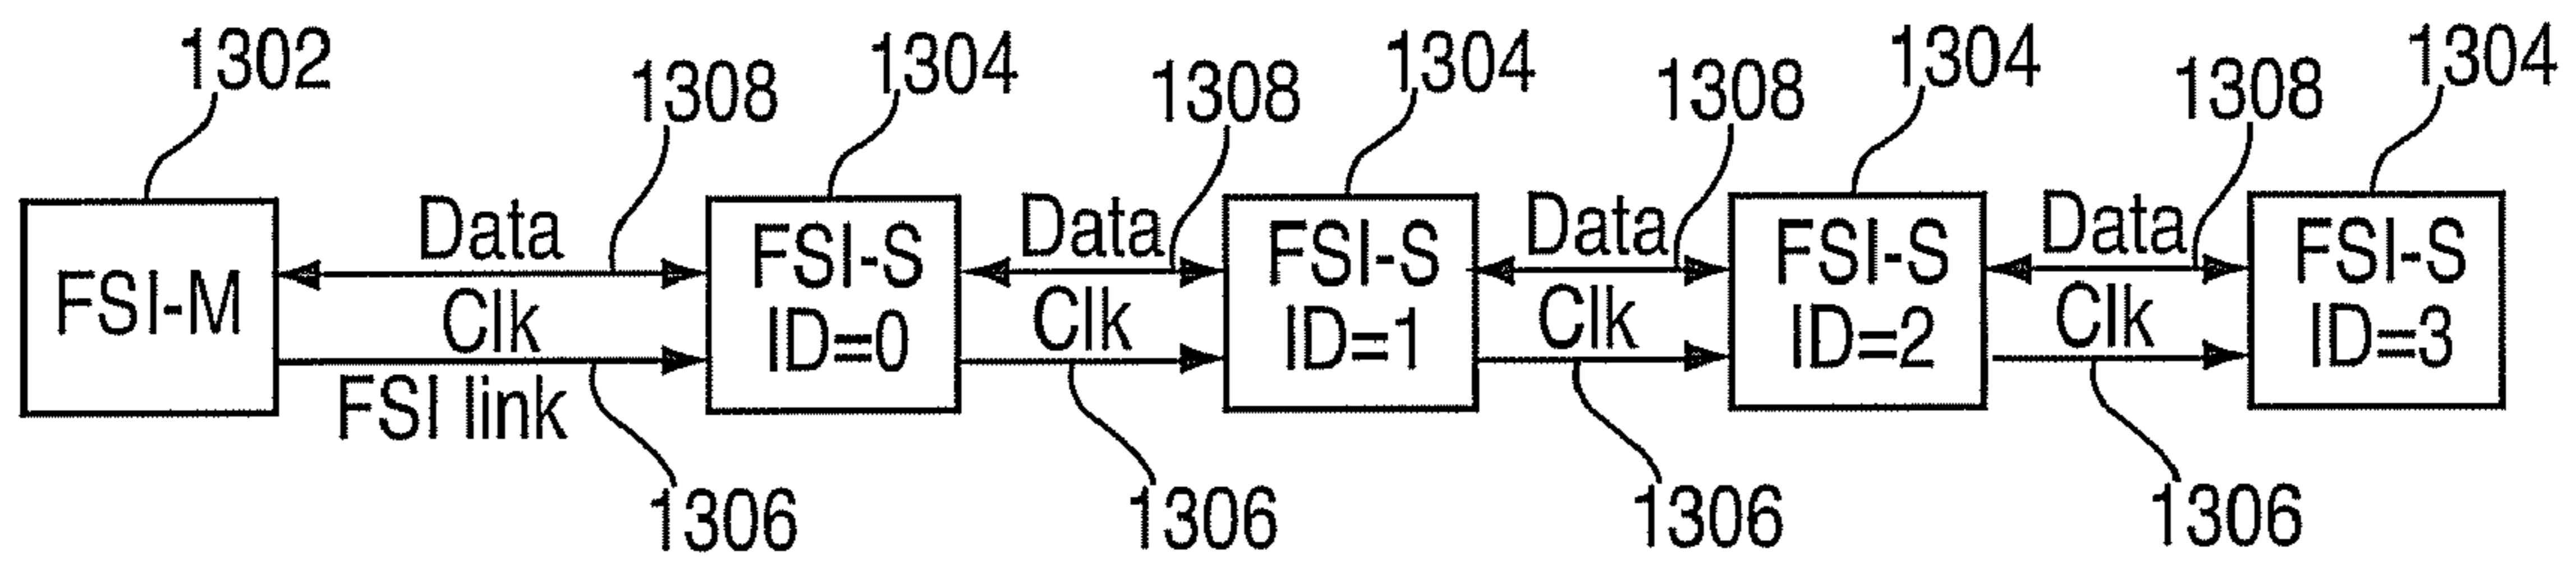 1302
1308
1304
1308
1304
1308
1304
1308
1304
FSI-M
Data
Clk
FSI link
FSI-S
ID=0
Data
Clk
FSI-S
ID=1
Data
Clk
FSI-S
ID=2
Data
Clk
FSI-S
ID=3
1306
1306
1306
1306